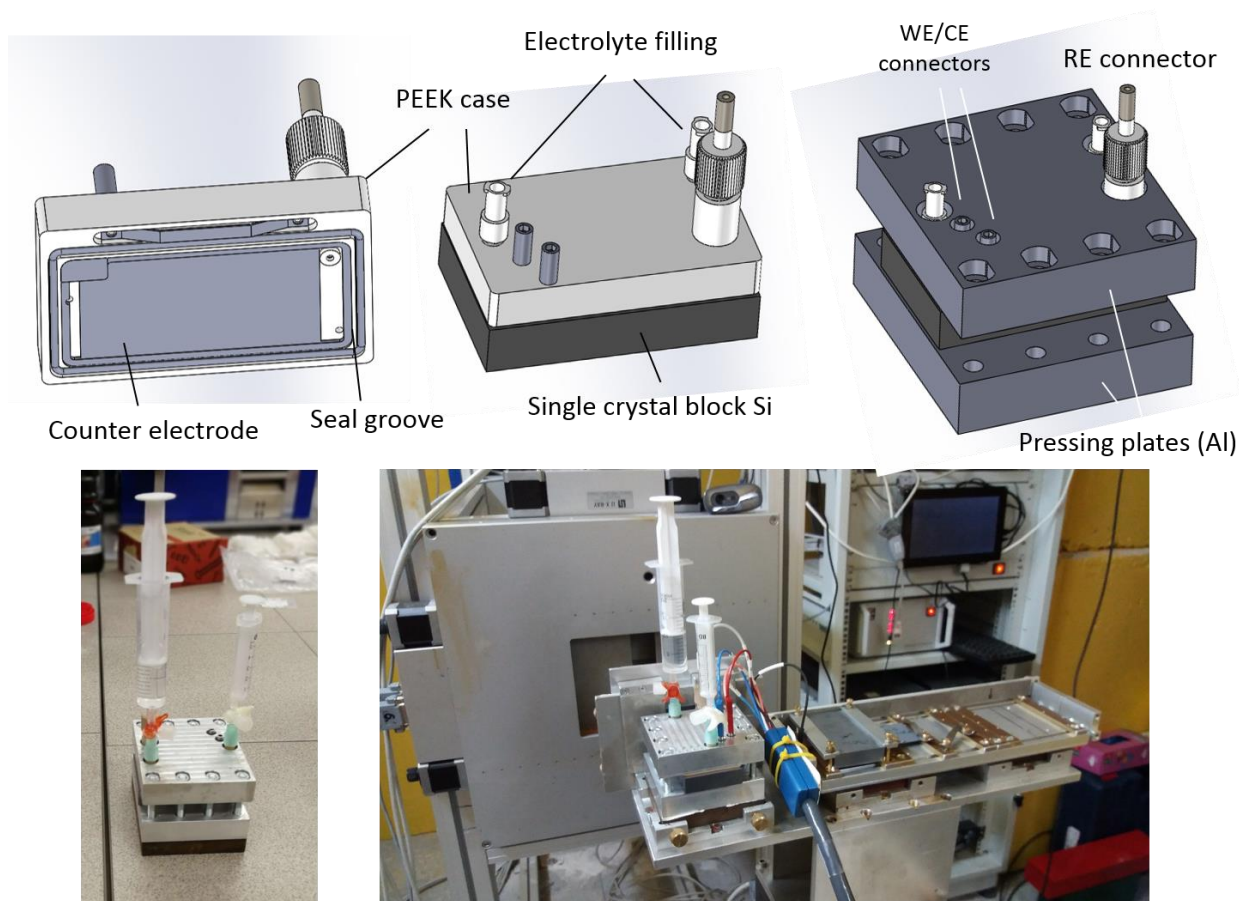 Electrolyte filling
WE/CE
connectors
RE connector
PEEK case
Counter electrode
Seal groove
Single crystal block Si
Pressing plates (Al)